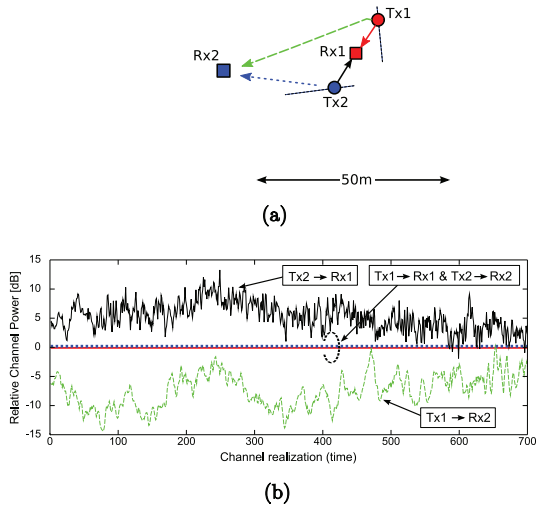 Tx1
Rx2
Rx1
Tx2
50m
(a)
15
10
5
0
-5
-10
-15
Relative Channel Power [dB]
Tx2 → Rx1
Tx1→Rx1 & Tx2→Rx2
Tx1 → Rx2
0 100 200 300 400 500 600 700
Channel realization (time)
(b)